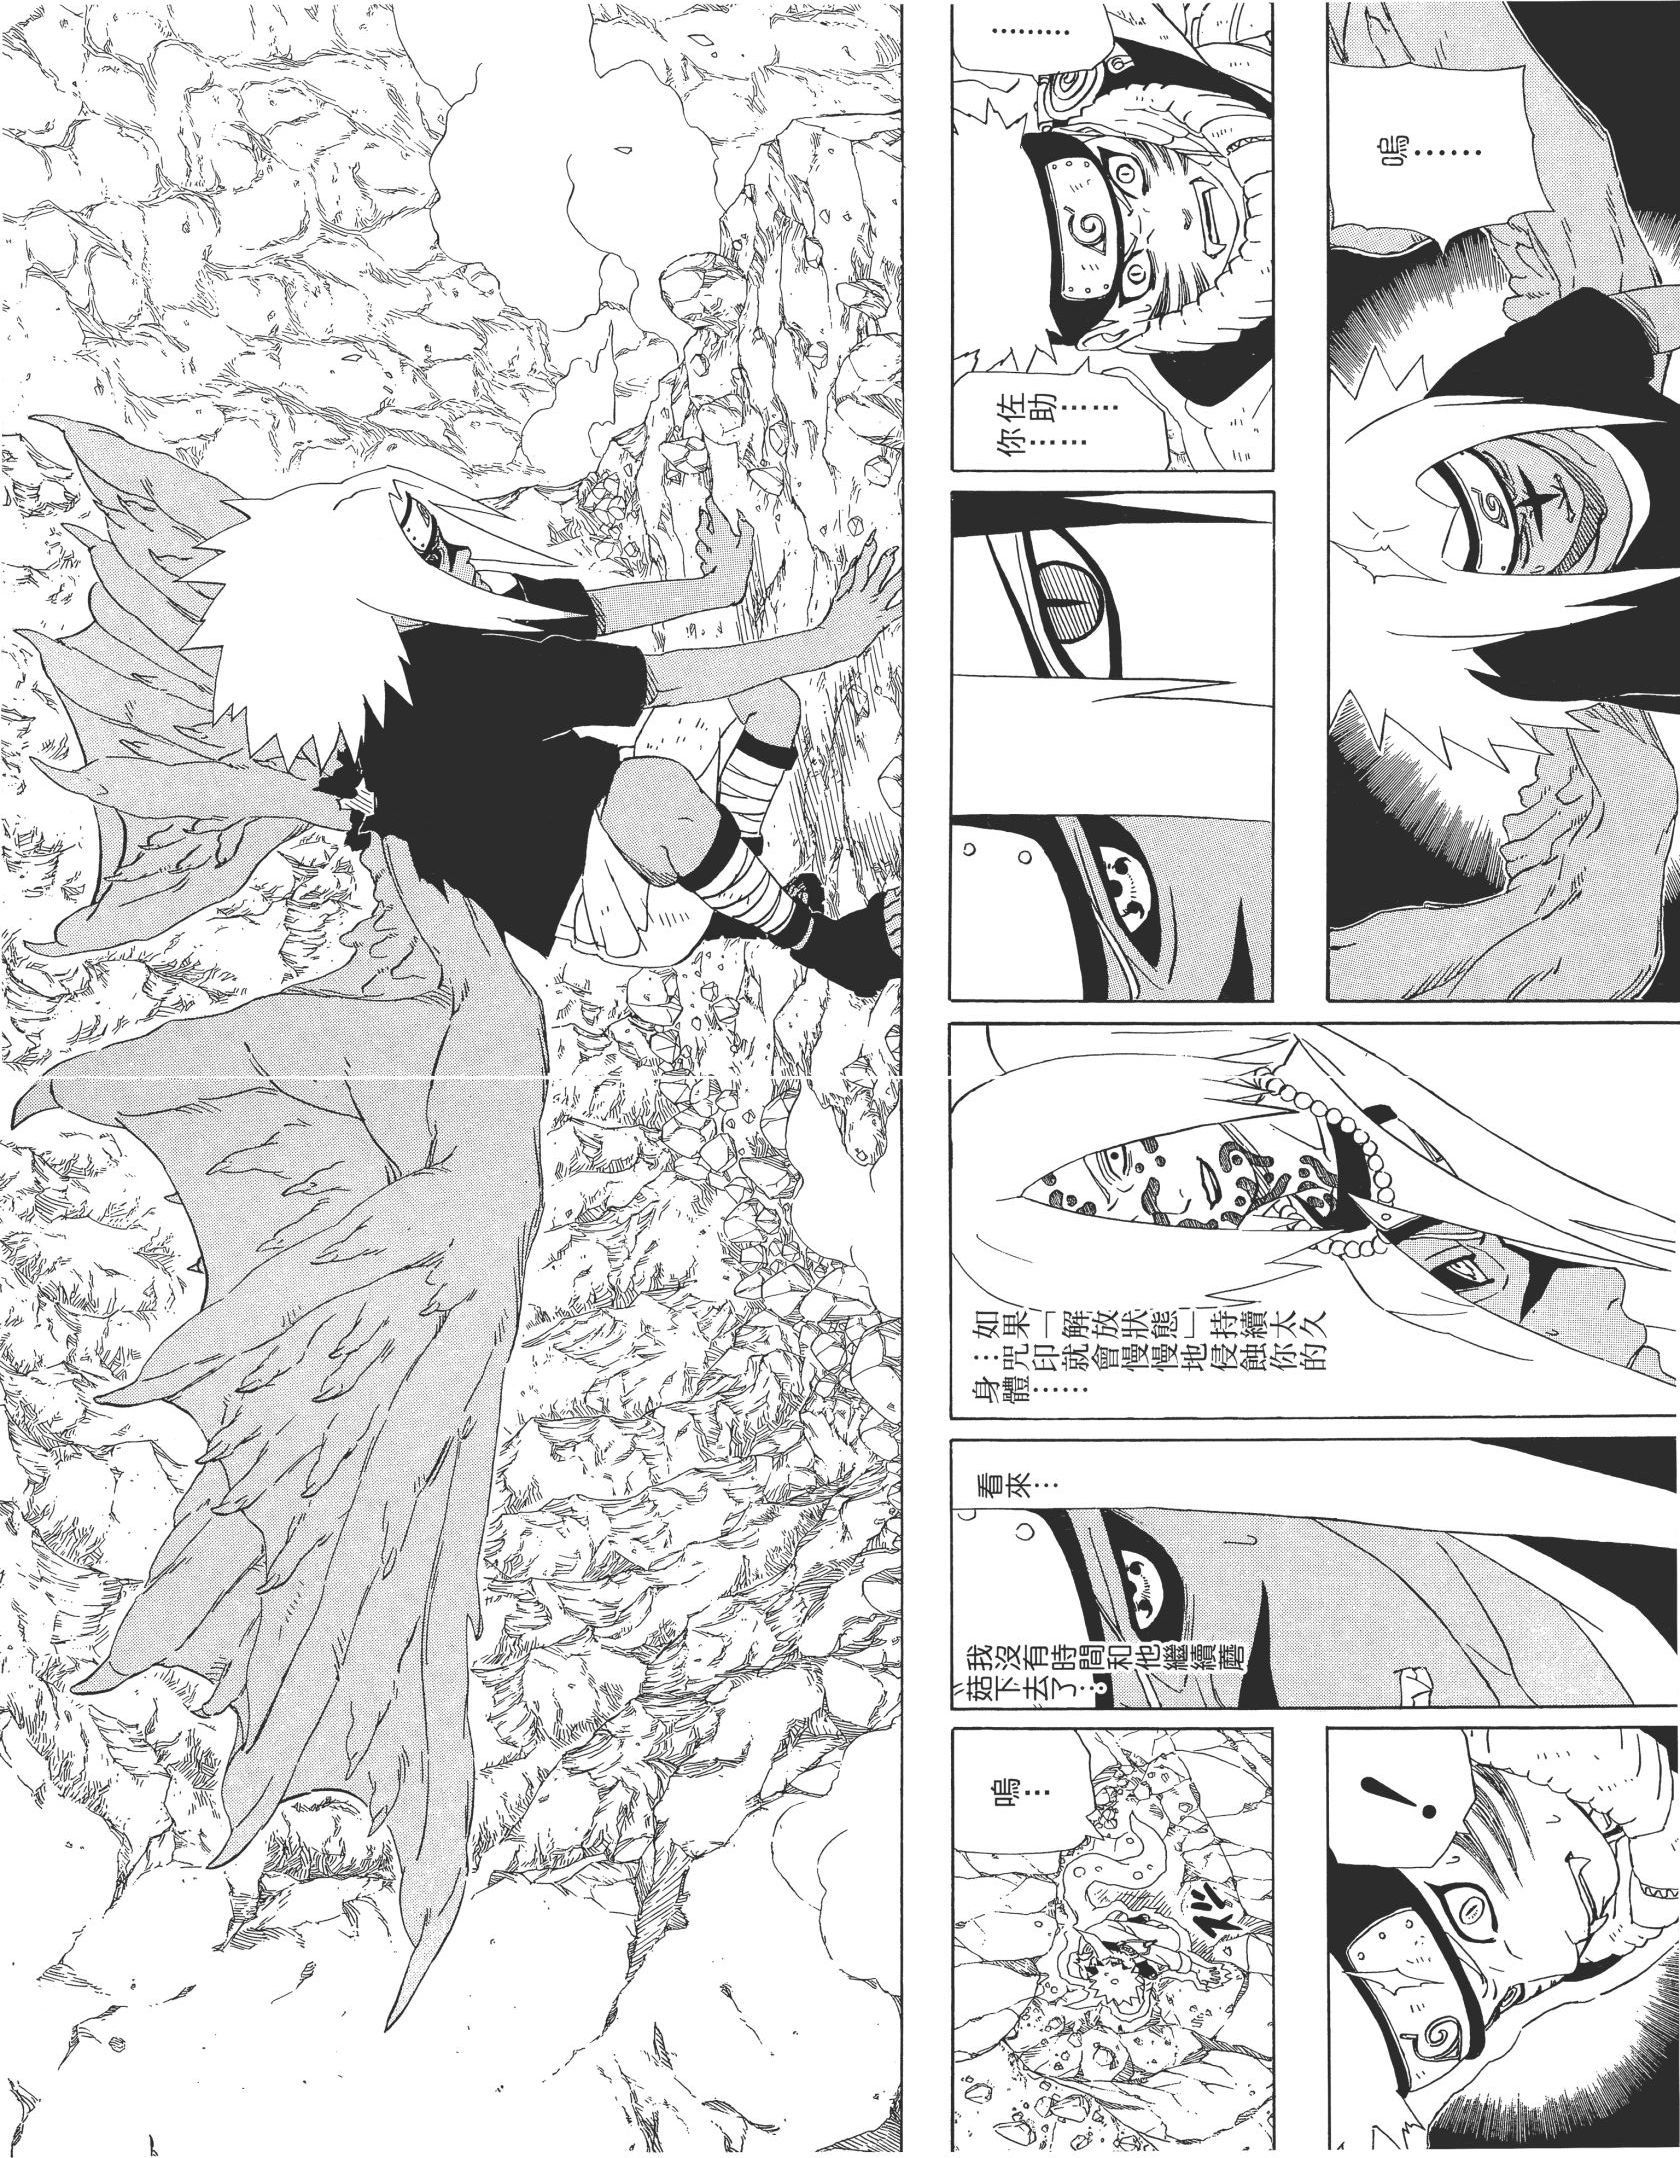 ………
佐助……
你……
嗚……
如果「解放狀態」持續太久
…咒印就會慢慢地侵蝕你的
身體……
看來…
我沒有時間和他繼續磨
菇下去了…。
嗚…
！